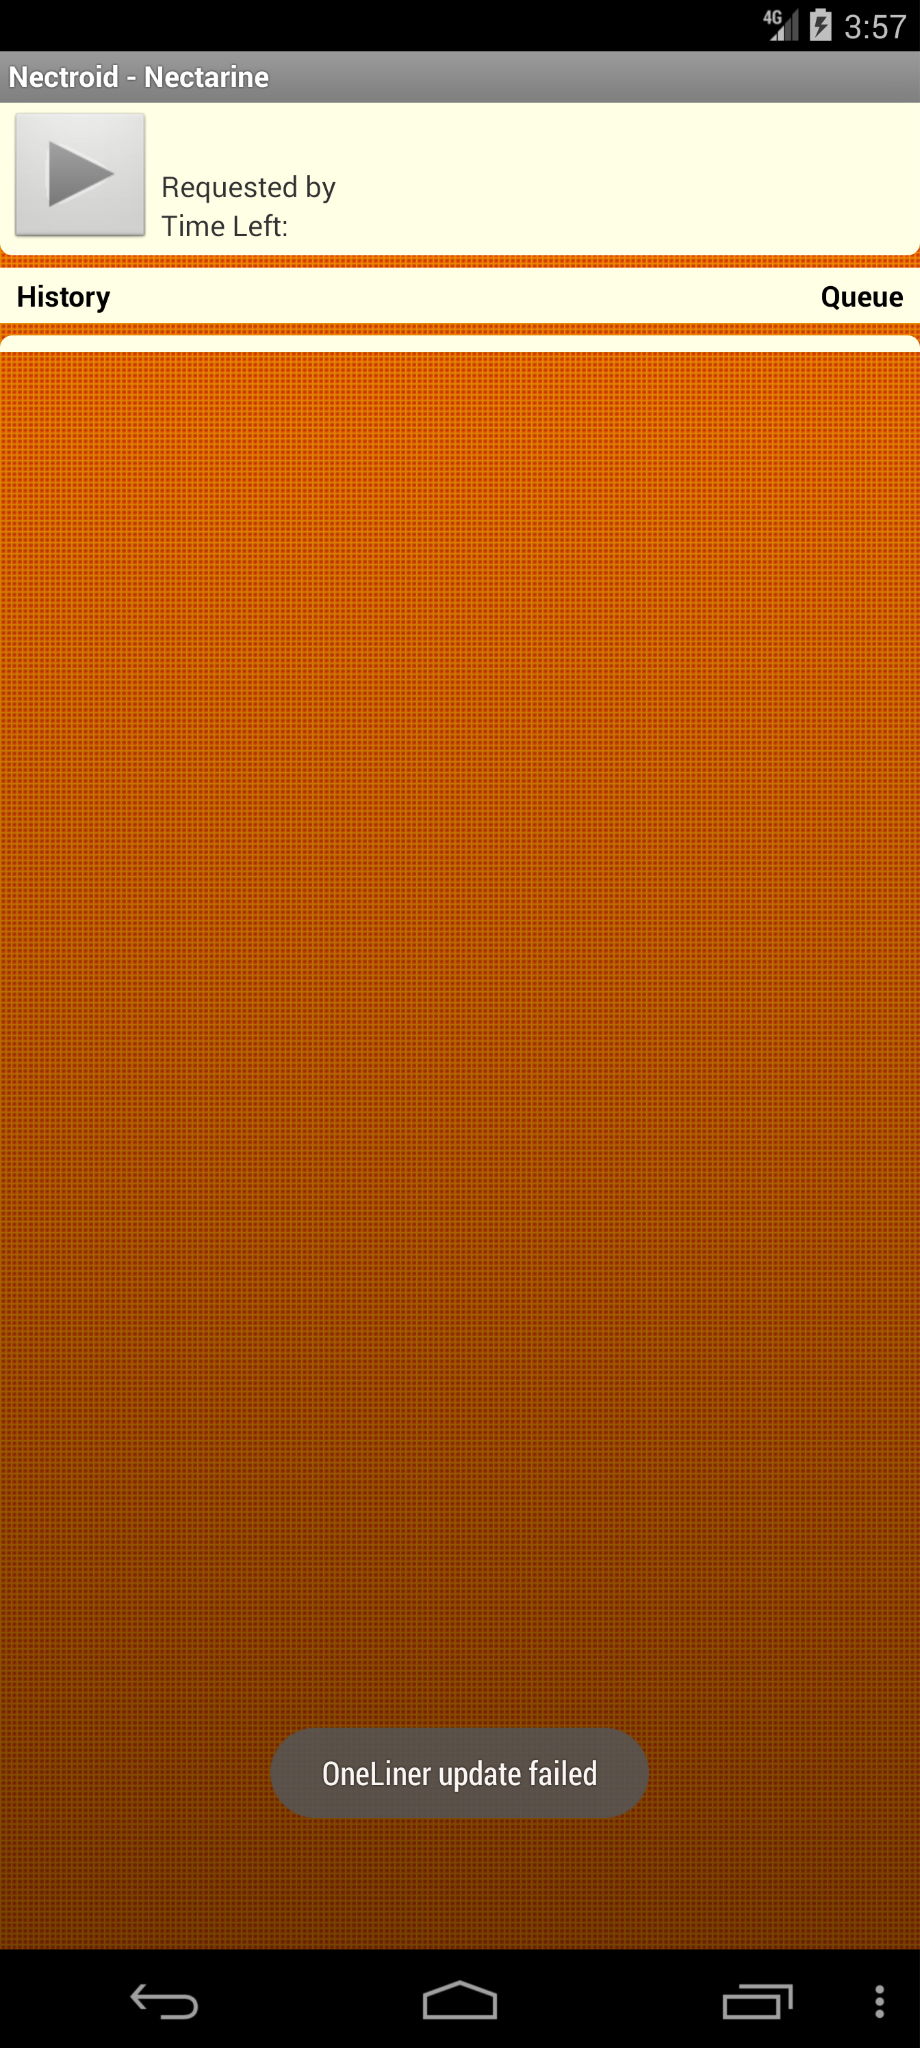 4G 3:57
Nectroid - Nectarine
Requested by
Time Left:
History Queue
OneLiner update failed